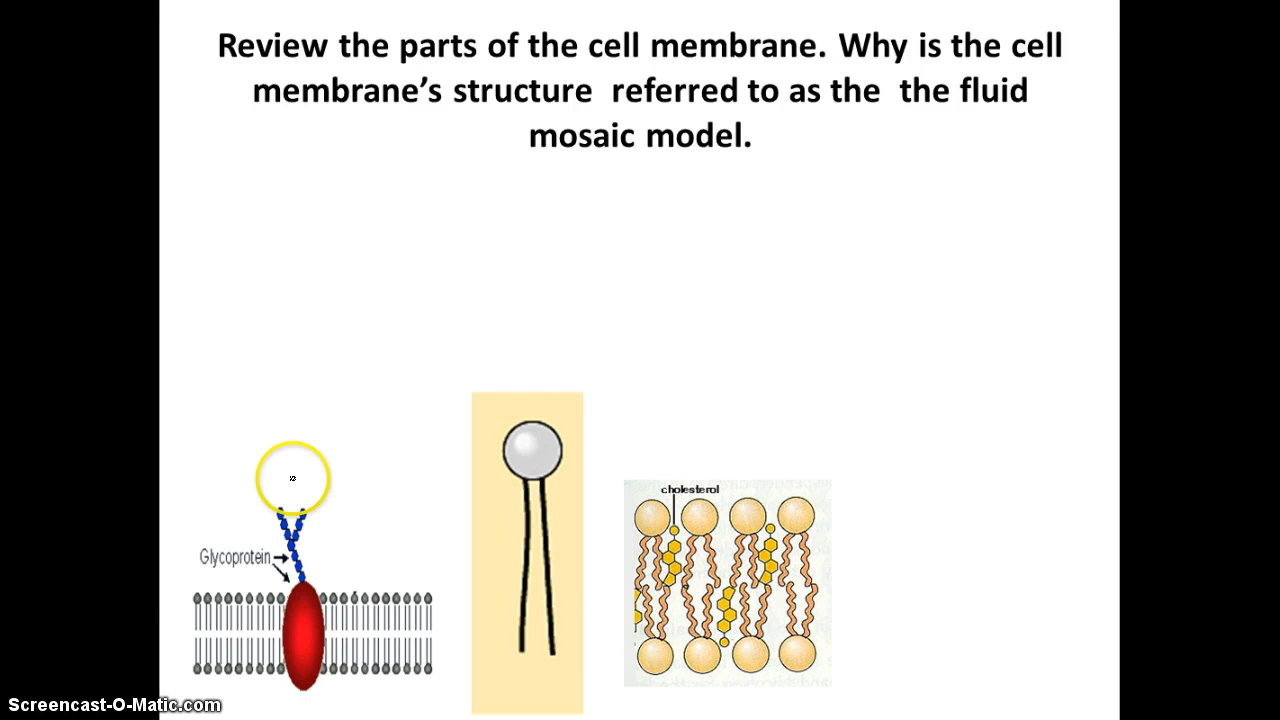 Review the parts of the cell membrane. Why is the cell
membrane’s structure referred to as the the fluid
mosaic model.
cholesterol
Glycoprotein
Screencast-O-Matic.com